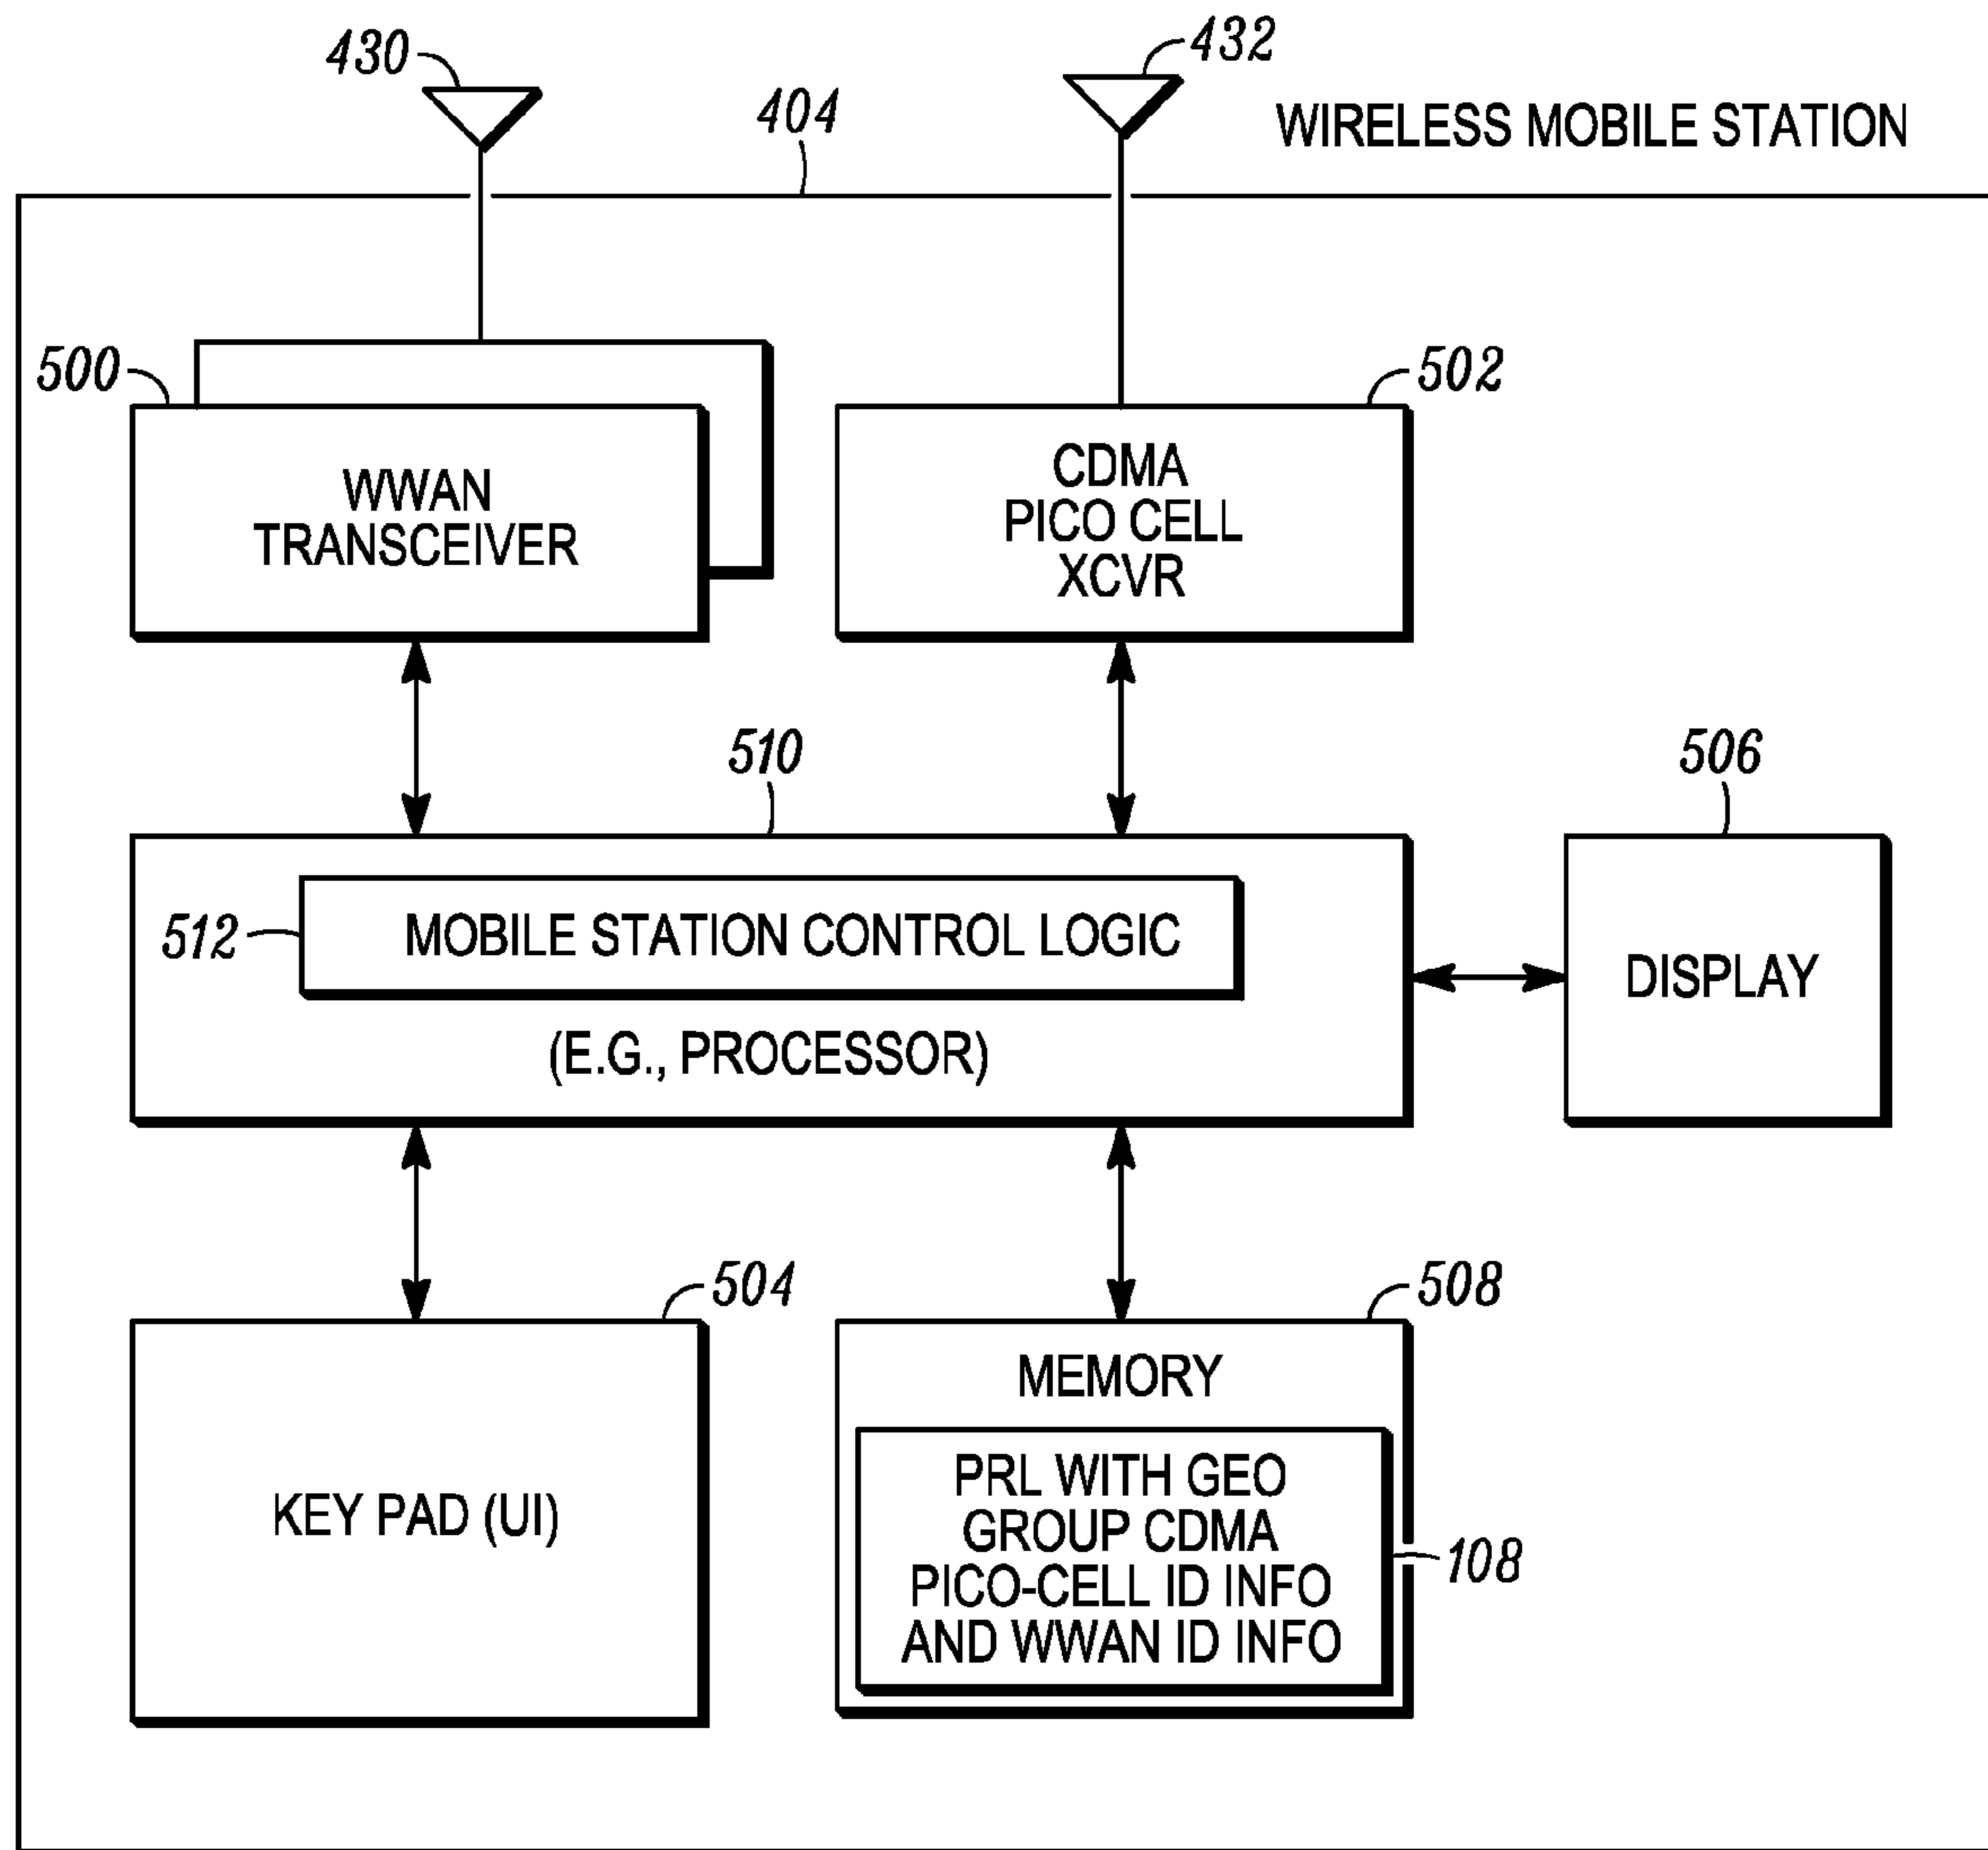 430
432
404
WIRELESS MOBILE STATION
500
502
WWAN
TRANSCEIVER
CDMA
PICO CELL
XCVR
510
506
512
MOBILE STATION CONTROL LOGIC
(E.G., PROCESSOR)
DISPLAY
504
508
KEY PAD (UI)
MEMORY
PRL WITH GEO
GROUP CDMA
PICO-CELL ID INFO
AND WWAN ID INFO
108